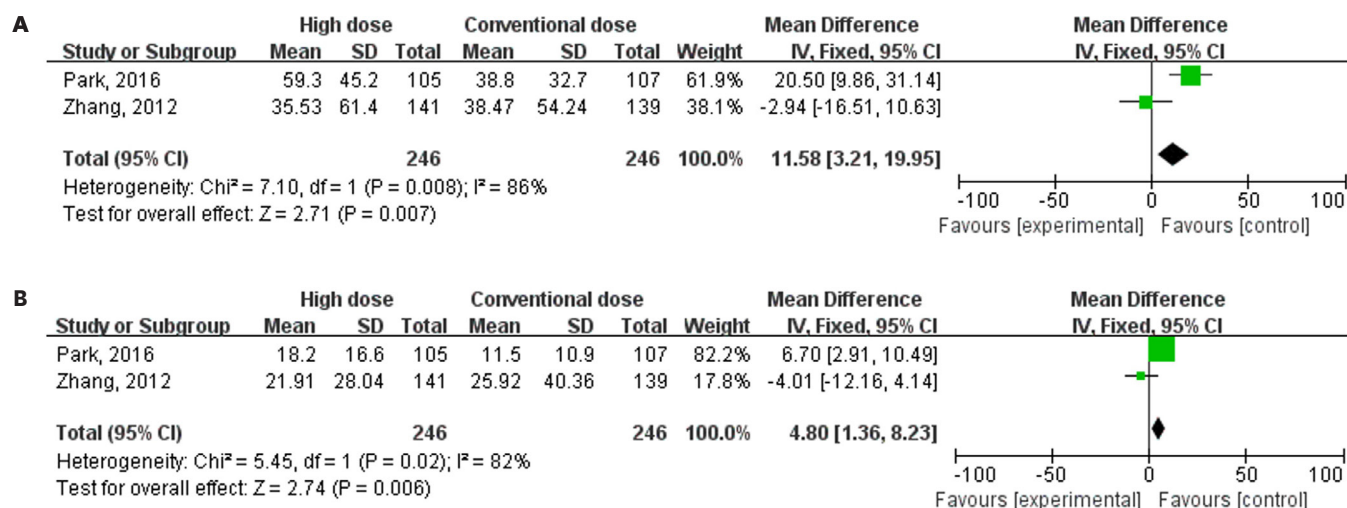 A
High dose Conventional dose Mean Difference Mean Difference
Study or Subgroup Mean SD Total Mean SD Total Weight IV, Fixed, 95% CI IV, Fixed, 95% CI
Park, 2016 59.3 45.2 105 38.8 32.7 107 61.9% 20.50 [9.86, 31.14]
Zhang, 2012 35.53 61.4 141 38.47 54.24 139 38.1% -2.94 [-16.51, 10.63]
Total (95% CI) 246 246 100.0% 11.58 [3.21, 19.95]
Heterogeneity: Chi² = 7.10, df = 1 (P = 0.008); I² = 86%
Test for overall effect: Z = 2.71 (P = 0.007)
-100 -50 0 50 100
Favours [experimental] Favours [control]
B
High dose Conventional dose Mean Difference Mean Difference
Study or Subgroup Mean SD Total Mean SD Total Weight IV, Fixed, 95% CI IV, Fixed, 95% CI
Park, 2016 18.2 16.6 105 11.5 10.9 107 82.2% 6.70 [2.91, 10.49]
Zhang, 2012 21.91 28.04 141 25.92 40.36 139 17.8% -4.01 [-12.16, 4.14]
Total (95% CI) 246 246 100.0% 4.80 [1.36, 8.23]
Heterogeneity: Chi² = 5.45, df = 1 (P = 0.02); I² = 82%
Test for overall effect: Z = 2.74 (P = 0.006)
-100 -50 0 50 100
Favours [experimental] Favours [control]